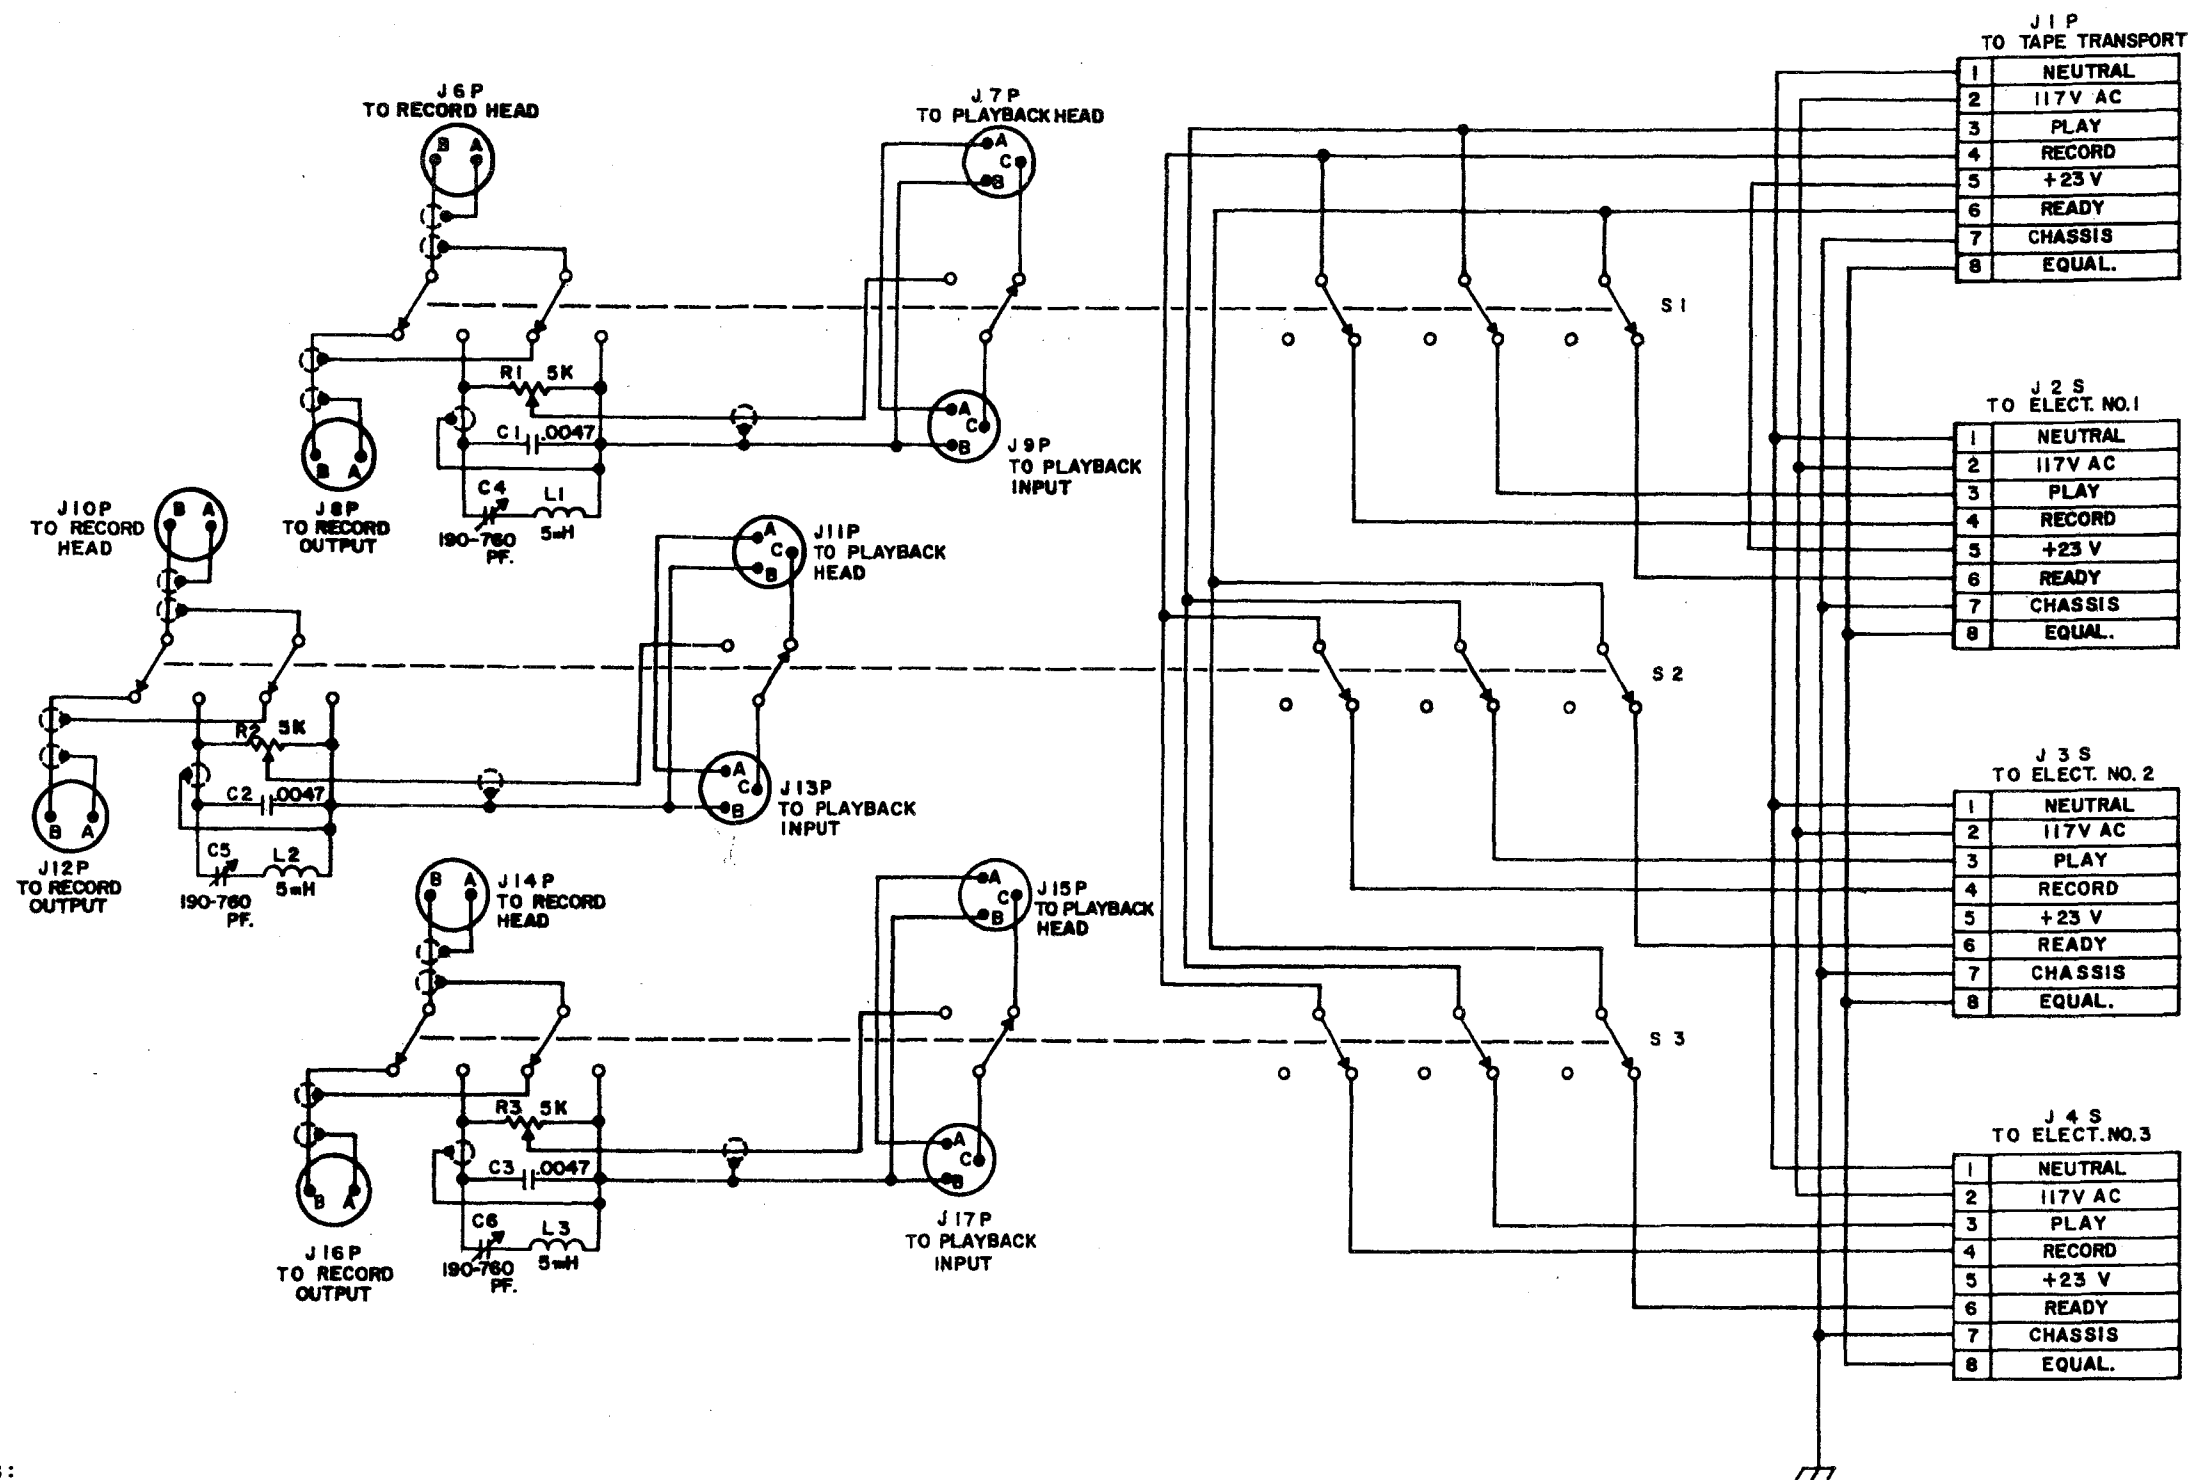 J6P
TO RECORD HEAD
B A
J7P
TO PLAYBACK HEAD
A
C
B
R1 5K
C1 .0047
C4
190-760
PF.
L1
5mH
B A
J8P
TO RECORD
OUTPUT
A
C
B
J9P
TO PLAYBACK
INPUT
J10P
TO RECORD
HEAD
B A
J11P
TO PLAYBACK
HEAD
A
C
B
R2 5K
C2 .0047
C5
190-760
PF.
L2
5mH
B A
J12P
TO RECORD
OUTPUT
A
C
B
J13P
TO PLAYBACK
INPUT
B A
J14P
TO RECORD
HEAD
A
C
B
J15P
TO PLAYBACK
HEAD
R3 5K
C3 .0047
C6
190-760
PF.
L3
5mH
B A
J16P
TO RECORD
OUTPUT
A
C
B
J17P
TO PLAYBACK
INPUT
S1
S2
S3
J1P
TO TAPE TRANSPORT
1 NEUTRAL
2 117V AC
3 PLAY
4 RECORD
5 +23V
6 READY
7 CHASSIS
8 EQUAL.
J2S
TO ELECT. NO.1
1 NEUTRAL
2 117V AC
3 PLAY
4 RECORD
5 +23V
6 READY
7 CHASSIS
8 EQUAL.
J3S
TO ELECT. NO.2
1 NEUTRAL
2 117V AC
3 PLAY
4 RECORD
5 +23V
6 READY
7 CHASSIS
8 EQUAL.
J4S
TO ELECT. NO.3
1 NEUTRAL
2 117V AC
3 PLAY
4 RECORD
5 +23V
6 READY
7 CHASSIS
8 EQUAL.